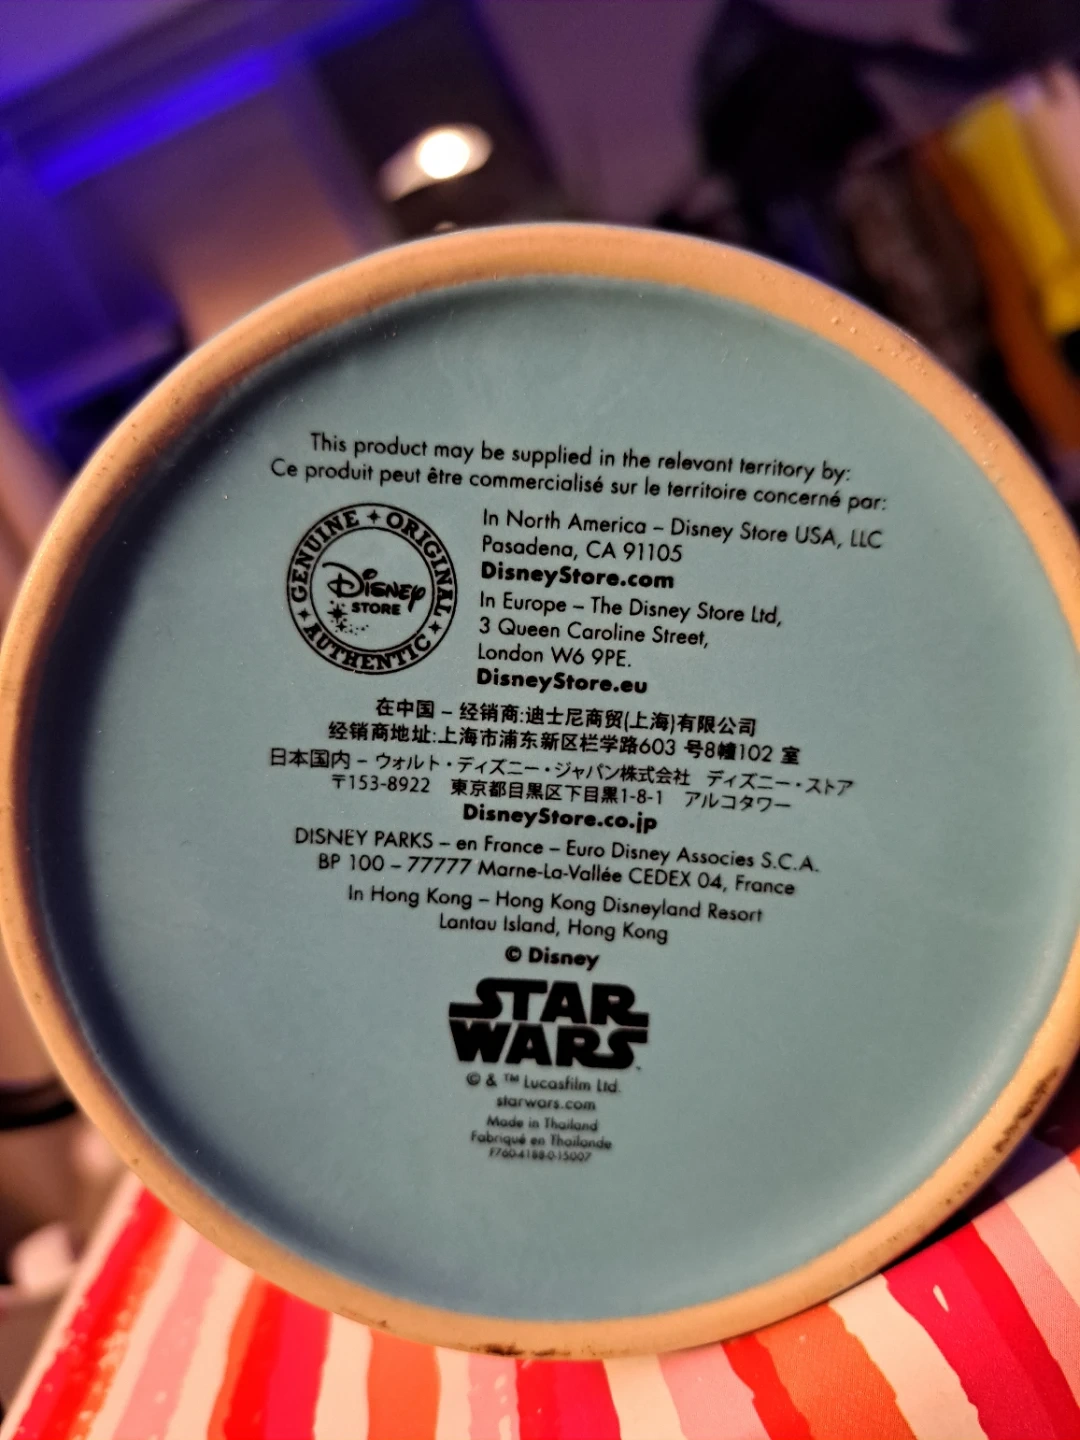 This product may be supplied in the relevant territory by:
Ce produit peut être commercialisé sur le territoire concerné par:
GENUINE ORIGINAL AUTHENTIC
Disney
STORE
In North America – Disney Store USA, LLC
Pasadena, CA 91105
DisneyStore.com
In Europe – The Disney Store Ltd,
3 Queen Caroline Street,
London W6 9PE.
DisneyStore.eu
在中国 – 经销商:迪士尼商贸(上海)有限公司
经销商地址:上海市浦东新区栏学路603 号8幢102 室
日本国内 – ウォルト・ディズニー・ジャパン株式会社 ディズニー・ストア
〒153-8922 東京都目黒区下目黒1-8-1 アルコタワー
DisneyStore.co.jp
DISNEY PARKS – en France – Euro Disney Associes S.C.A.
BP 100 – 77777 Marne-La-Vallée CEDEX 04, France
In Hong Kong – Hong Kong Disneyland Resort
Lantau Island, Hong Kong
© Disney
STAR
WARS
© & ™ Lucasfilm Ltd.
starwars.com
Made in Thailand
Fabriqué en Thaïlande
F760-4188-0-15007